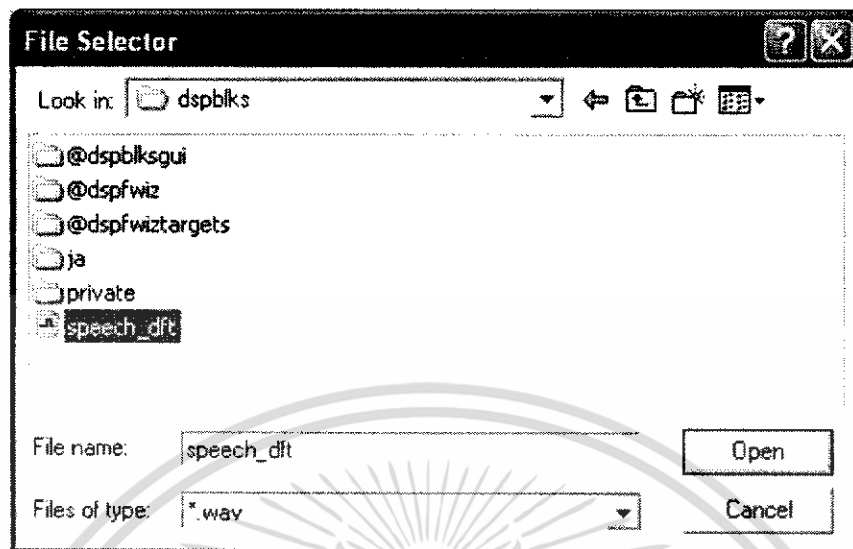 File Selector
Look in: dspblks
@dspblksgui
@dspfwiz
@dspfwiztargets
ja
private
speech_dft
File name: speech_dft Open
Files of type: *.wav Cancel